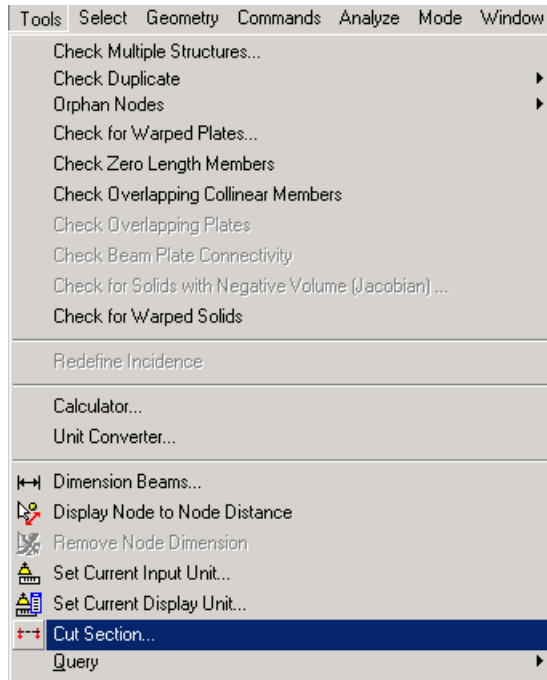 Tools Select Geometry Commands Analyze Mode Window
Check Multiple Structures...
Check Duplicate
Orphan Nodes
Check for Warped Plates...
Check Zero Length Members
Check Overlapping Collinear Members
Check Overlapping Plates
Check Beam Plate Connectivity
Check for Solids with Negative Volume (Jacobian) ...
Check for Warped Solids
Redefine Incidence
Calculator...
Unit Converter...
Dimension Beams...
Display Node to Node Distance
Remove Node Dimension
Set Current Input Unit...
Set Current Display Unit...
Cut Section...
Query